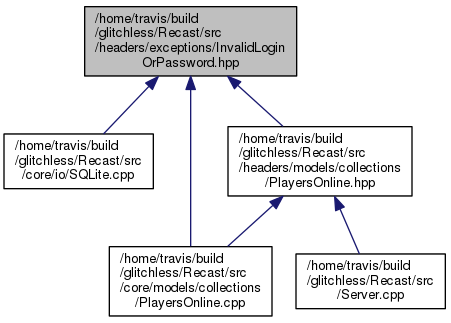 /home/travis/build
/glitchless/Recast/src
/headers/exceptions/InvalidLogin
OrPassword.hpp
/home/travis/build
/glitchless/Recast/src
/core/io/SQLite.cpp
/home/travis/build
/glitchless/Recast/src
/headers/models/collections
/PlayersOnline.hpp
/home/travis/build
/glitchless/Recast/src
/core/models/collections
/PlayersOnline.cpp
/home/travis/build
/glitchless/Recast/src
/Server.cpp